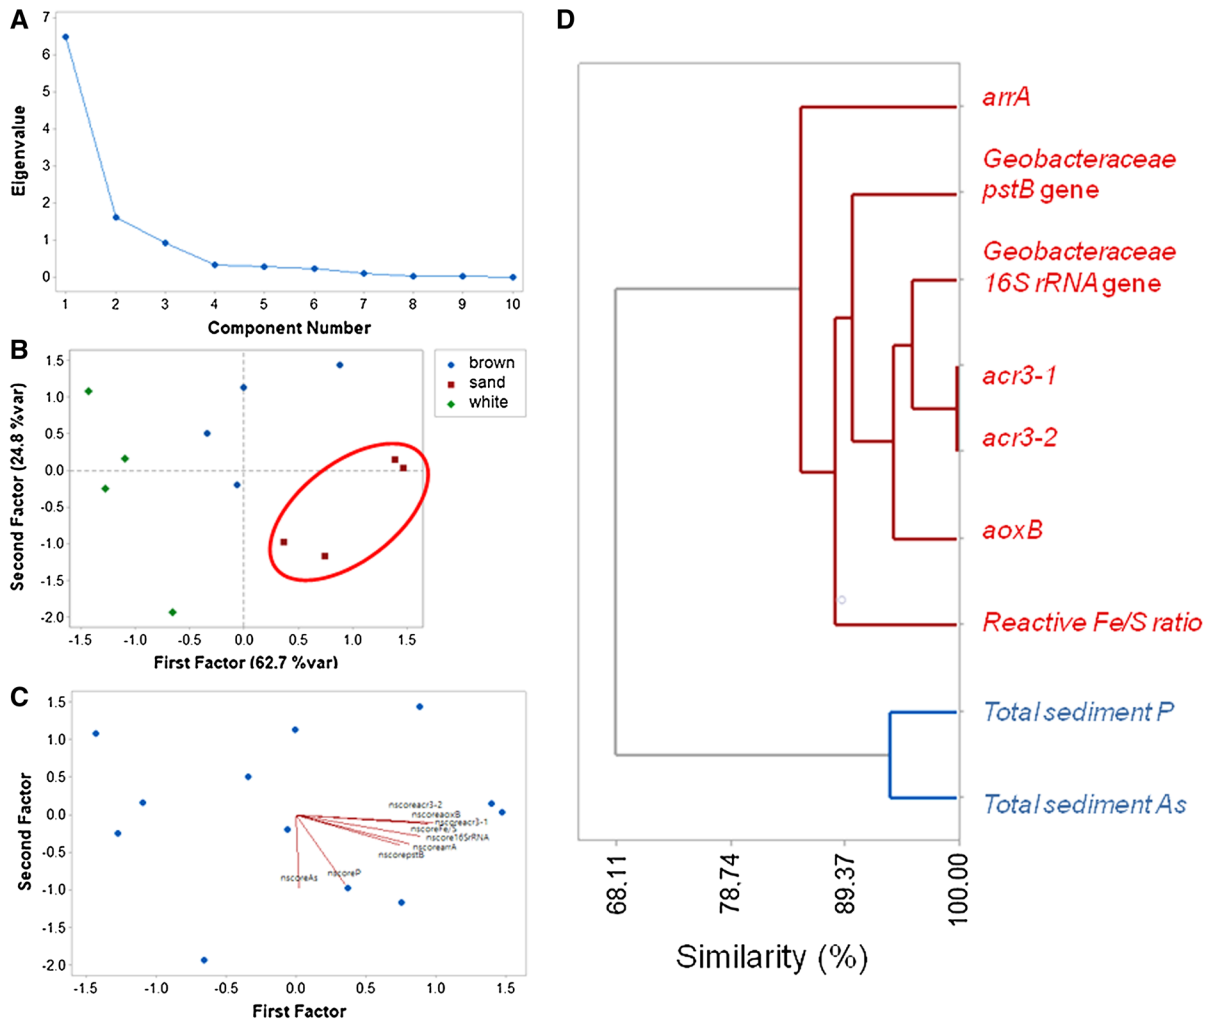 A
7
6
5
4
3
2
1
0
Eigenvalue
1 2 3 4 5 6 7 8 9 10
Component Number
B
1.5
1.0
0.5
0.0
-0.5
-1.0
-1.5
-2.0
Second Factor (24.8 %var)
-1.5 -1.0 -0.5 0.0 0.5 1.0 1.5
First Factor (62.7 %var)
brown
sand
white
C
1.5
1.0
0.5
0.0
-0.5
-1.0
-1.5
-2.0
Second Factor
nscoreacr3-2
nscoreaoxB
nscoreacr3-1
nscoreFe/S
nscore16SrRNA
nscorearrA
nscorepstB
nscoreP
nscoreAs
-1.5 -1.0 -0.5 0.0 0.5 1.0 1.5
First Factor
D
arrA
Geobacteraceae
pstB gene
Geobacteraceae
16S rRNA gene
acr3-1
acr3-2
aoxB
Reactive Fe/S ratio
Total sediment P
Total sediment As
68.11 78.74 89.37 100.00
Similarity (%)